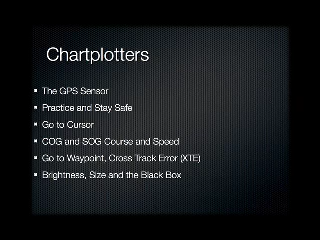 Chartplotters
The GPS Sensor
Practice and Stay Safe
Go to Cursor
COG and SOG Course and Speed
Go to Waypoint, Cross Track Error (XTE)
Brightness, Size and the Black Box